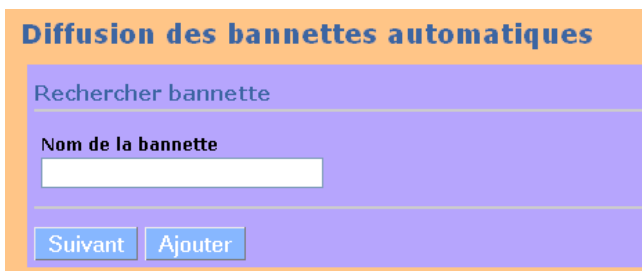 Diffusion des bannettes automatiques
Rechercher bannette
Nom de la bannette
Suivant Ajouter